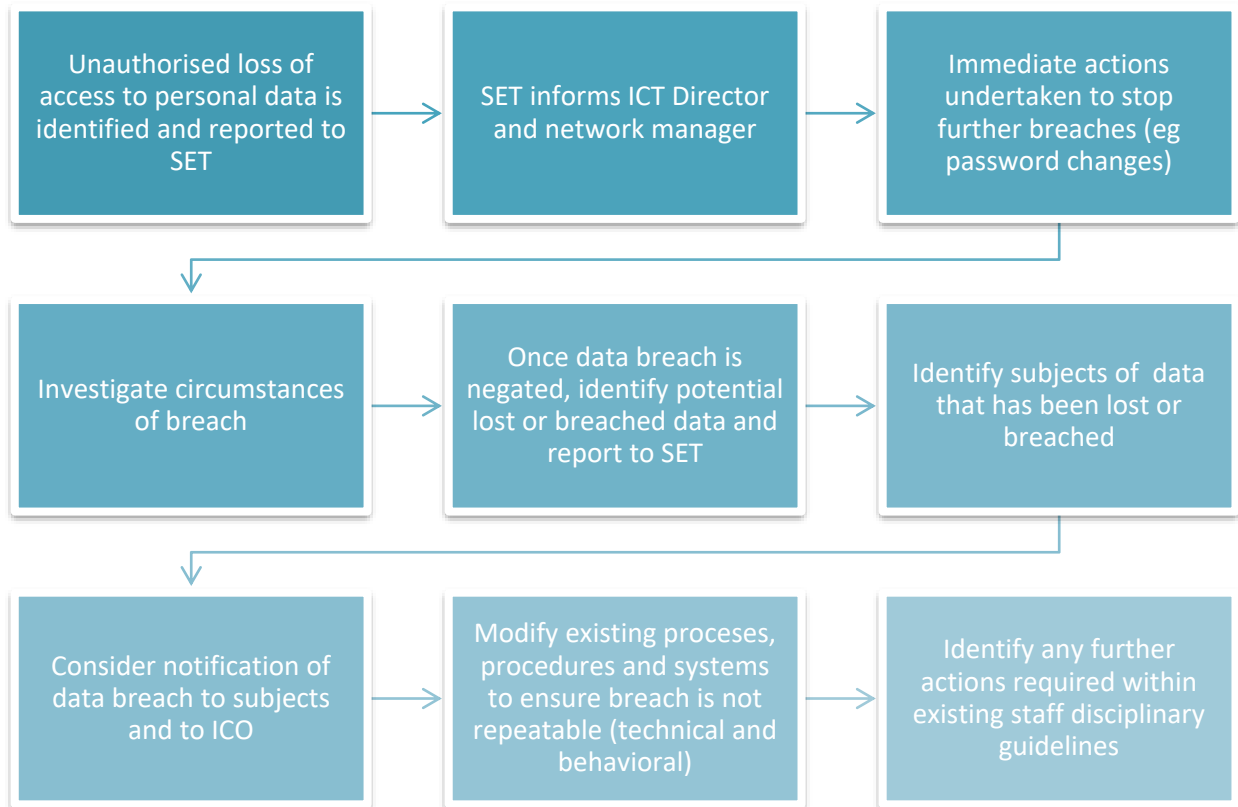 Unauthorised loss of
access to personal data is
identified and reported to
SET
SET informs ICT Director
and network manager
Immediate actions
undertaken to stop
further breaches (eg
password changes)
Investigate circumstances
of breach
Once data breach is
negated, identify potential
lost or breached data and
report to SET
Identify subjects of  data
that has been lost or
breached
Consider notification of
data breach to subjects
and to ICO
Modify existing proceses,
procedures and systems
to ensure breach is not
repeatable (technical and
behavioral)
Identify any further
actions required within
existing staff disciplinary
guidelines